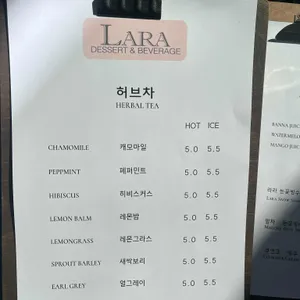 LARA
DESSERT & BEVERAGE
허브차
HERBAL TEA
HOT ICE
CHAMOMILE 캐모마일 5.0 5.5
PEPPMINT 페퍼민트 5.0 5.5
HIBISCUS 히비스커스 5.0 5.5
LEMON BALM 레몬밤 5.0 5.5
LEMONGRASS 레몬그라스 5.0 5.5
SPROUT BARLEY 새싹보리 5.0 5.5
EARL GREY 얼그레이 5.0 5.5
WATERMELO